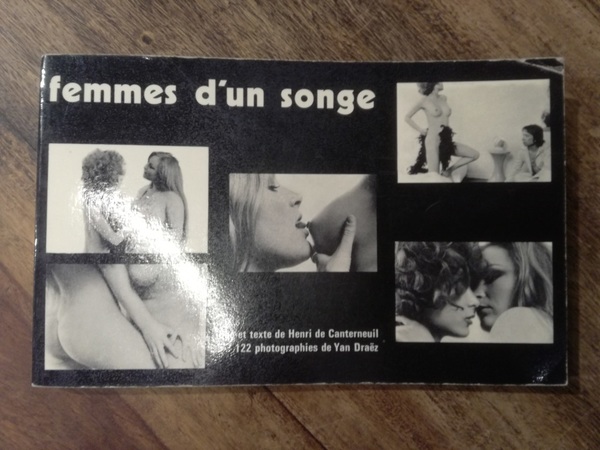 femmes d'un songe
et texte de Henri de Canterneuil
122 photographies de Yan Draëz